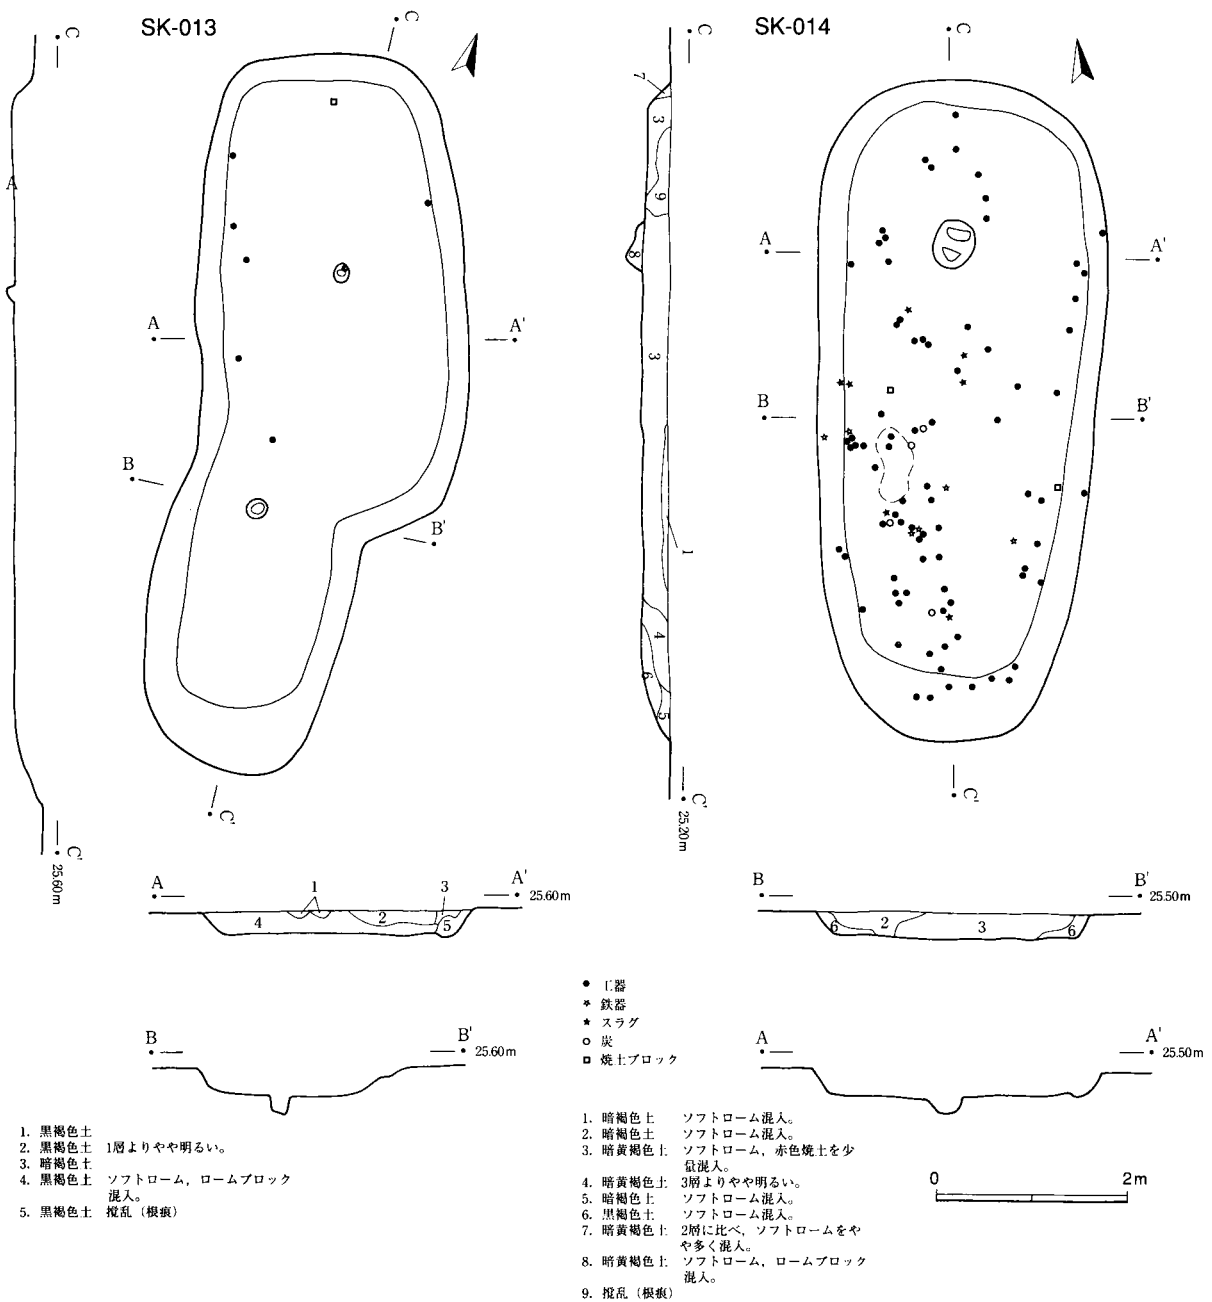 SK-013
C
A
A
A'
B
B'
C'
C'
25.60m
C
A
A'
25.60m
1
2
3
4
5
B
B'
25.60m
1. 黒褐色土
2. 黒褐色土 1層よりやや明るい。
3. 暗褐色土
4. 黒褐色土 ソフトローム，ロームブロック
混入。
5. 黒褐色土 撹乱（根痕）
SK-014
C
C
7
3
9
8
3
1
4
6
5
C'
25.20m
A
A'
B
B'
C'
B
B'
25.50m
6
2
3
6
A
A'
25.50m
● 土器
☆ 鉄器
★ スラグ
○ 炭
□ 焼土ブロック
1. 暗褐色土 ソフトローム混入。
2. 暗褐色土 ソフトローム混入。
3. 暗黄褐色土 ソフトローム，赤色焼土を少
量混入。
4. 暗黄褐色土 3層よりやや明るい。
5. 暗褐色土 ソフトローム混入。
6. 黒褐色土 ソフトローム混入。
7. 暗黄褐色土 2層に比べ，ソフトロームをや
や多く混入。
8. 暗黄褐色土 ソフトローム，ロームブロック
混入。
9. 撹乱（根痕）
0 2m